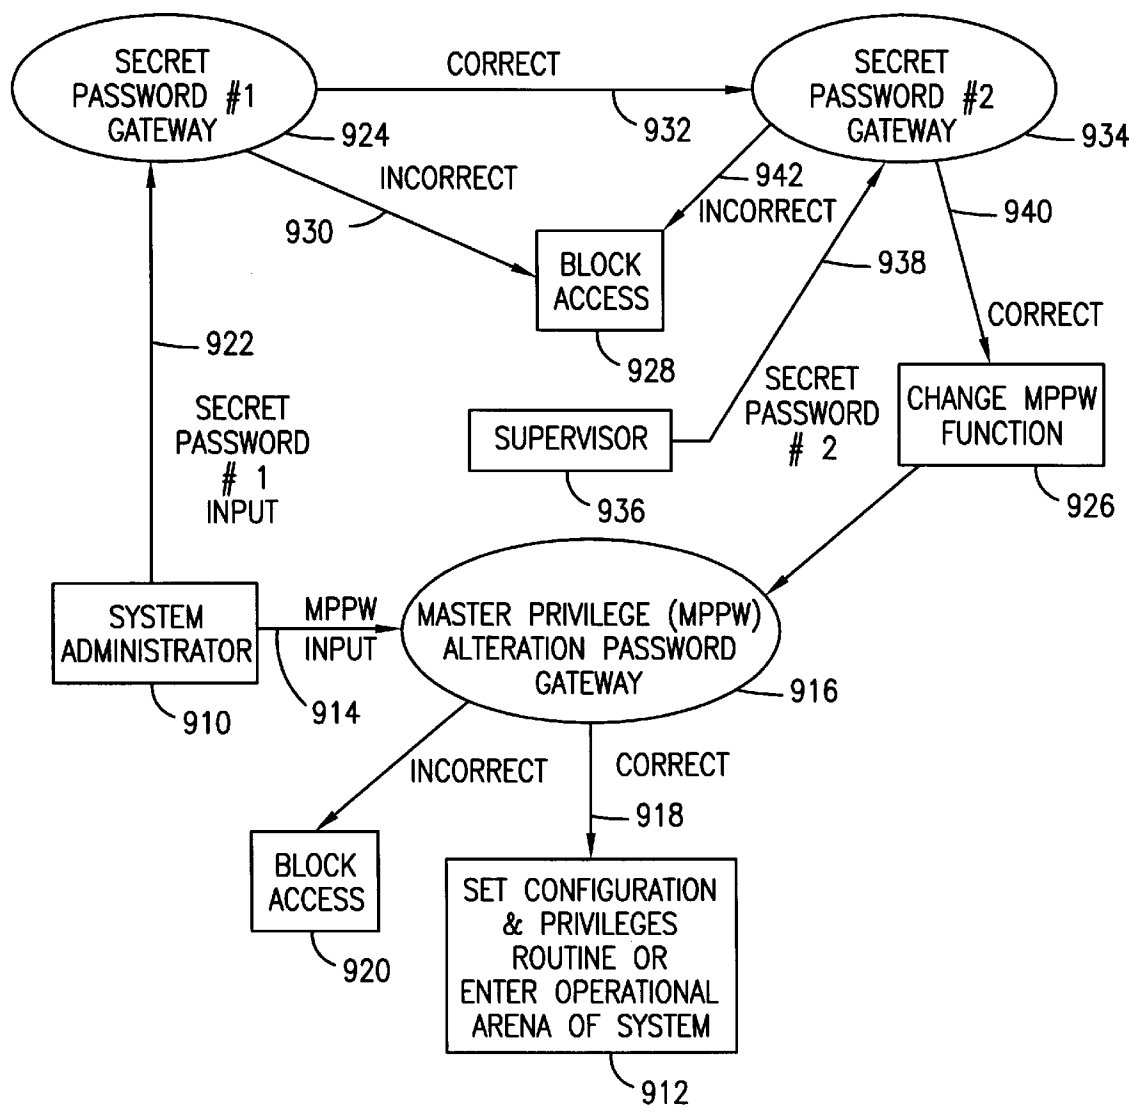 SECRET
PASSWORD #1
GATEWAY
924
CORRECT
932
SECRET
PASSWORD #2
GATEWAY
934
INCORRECT
930
942
INCORRECT
940
938
BLOCK
ACCESS
928
CORRECT
922
SECRET
PASSWORD
# 1
INPUT
SECRET
PASSWORD
# 2
SUPERVISOR
936
CHANGE MPPW
FUNCTION
926
SYSTEM
ADMINISTRATOR
910
MPPW
INPUT
914
MASTER PRIVILEGE (MPPW)
ALTERATION PASSWORD
GATEWAY
916
INCORRECT
CORRECT
918
BLOCK
ACCESS
920
SET CONFIGURATION
& PRIVILEGES
ROUTINE OR
ENTER OPERATIONAL
ARENA OF SYSTEM
912